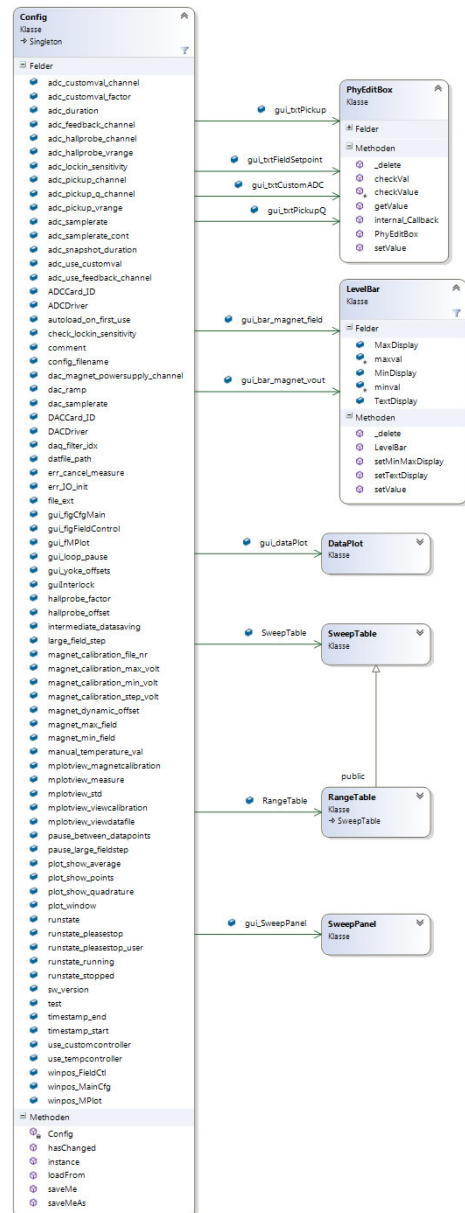 Config
Klasse
→ Singleton
Felder
adc_customval_channel
adc_customval_factor
adc_duration
adc_feedback_channel
adc_hallprobe_channel
adc_hallprobe_vrange
adc_lockin_sensitivity
adc_pickup_channel
adc_pickup_q_channel
adc_pickup_vrange
adc_samplerate
adc_samplerate_cont
adc_snapshot_duration
adc_use_customval
adc_use_feedback_channel
ADCCard_ID
ADCDriver
autoload_on_first_use
check_lockin_sensitivity
comment
config_filename
dac_magnet_powersupply_channel
dac_ramp
dac_samplerate
DACCard_ID
DACDriver
daq_filter_idx
datfile_path
err_cancel_measure
err_IO_init
file_ext
gui_figCfgMain
gui_figFieldControl
gui_fMPlot
gui_loop_pause
gui_yoke_offsets
guiInterlock
hallprobe_factor
hallprobe_offset
intermediate_datasaving
large_field_step
magnet_calibration_file_nr
magnet_calibration_max_volt
magnet_calibration_min_volt
magnet_calibration_step_volt
magnet_dynamic_offset
magnet_max_field
magnet_min_field
manual_temperature_val
mplotview_magnetcalibration
mplotview_measure
mplotview_std
mplotview_viewcalibration
mplotview_viewdatafile
pause_between_datapoints
pause_large_fieldstep
plot_show_average
plot_show_points
plot_show_quadrature
plot_window
runstate
runstate_pleasestop
runstate_pleasestop_user
runstate_running
runstate_stopped
sw_version
test
timestamp_end
timestamp_start
use_customcontroller
use_tempcontroller
winpos_FieldCtl
winpos_MainCfg
winpos_MPlot
Methoden
Config
hasChanged
instance
loadFrom
saveMe
saveMeAs
gui_txtPickup
gui_txtFieldSetpoint
gui_txtCustomADC
gui_txtPickupQ
PhyEditBox
Klasse
Felder
Methoden
_delete
checkVal
checkValue
getValue
internal_Callback
PhyEditBox
setValue
gui_bar_magnet_field
gui_bar_magnet_vout
LevelBar
Klasse
Felder
MaxDisplay
maxval
MinDisplay
minval
TextDisplay
Methoden
_delete
LevelBar
setMinMaxDisplay
setTextDisplay
setValue
gui_dataPlot
DataPlot
Klasse
SweepTable
SweepTable
Klasse
public
RangeTable
RangeTable
Klasse
→ SweepTable
gui_SweepPanel
SweepPanel
Klasse